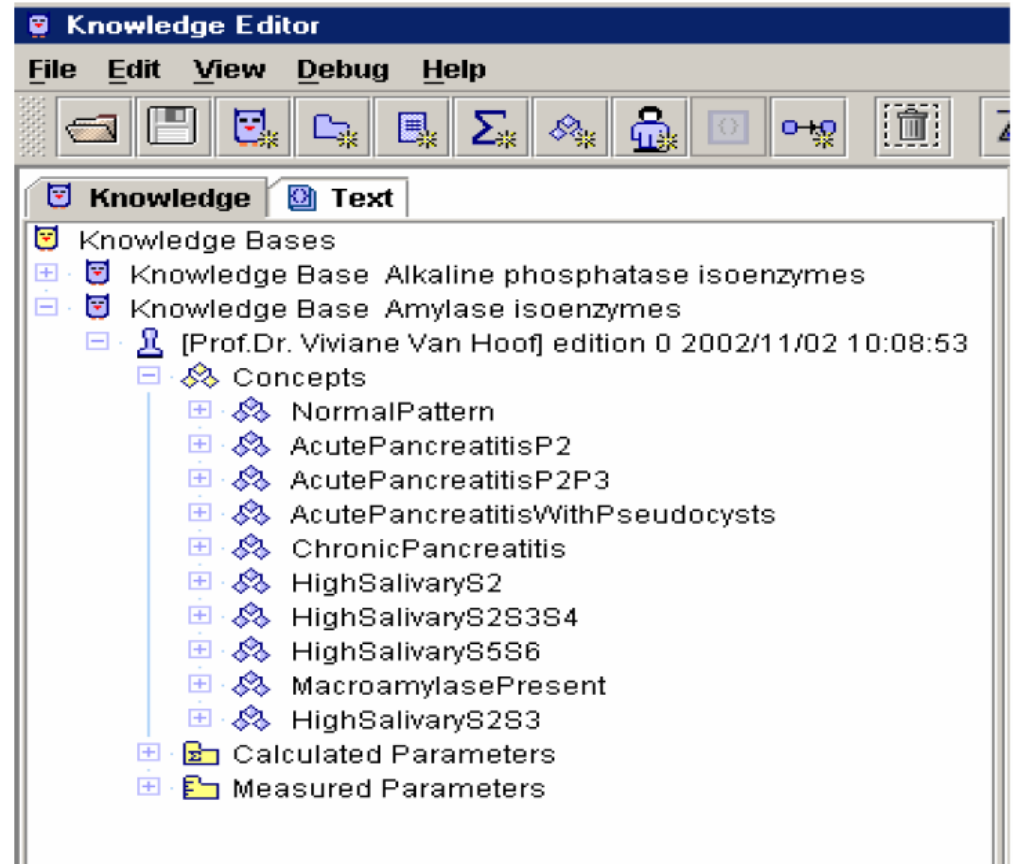 Knowledge Editor
File Edit View Debug Help
Knowledge Text
Knowledge Bases
Knowledge Base Alkaline phosphatase isoenzymes
Knowledge Base Amylase isoenzymes
[Prof.Dr. Viviane Van Hoof] edition 0 2002/11/02 10:08:53
Concepts
NormalPattern
AcutePancreatitisP2
AcutePancreatitisP2P3
AcutePancreatitisWithPseudocysts
ChronicPancreatitis
HighSalivaryS2
HighSalivaryS2S3S4
HighSalivaryS5S6
MacroamylasePresent
HighSalivaryS2S3
Calculated Parameters
Measured Parameters